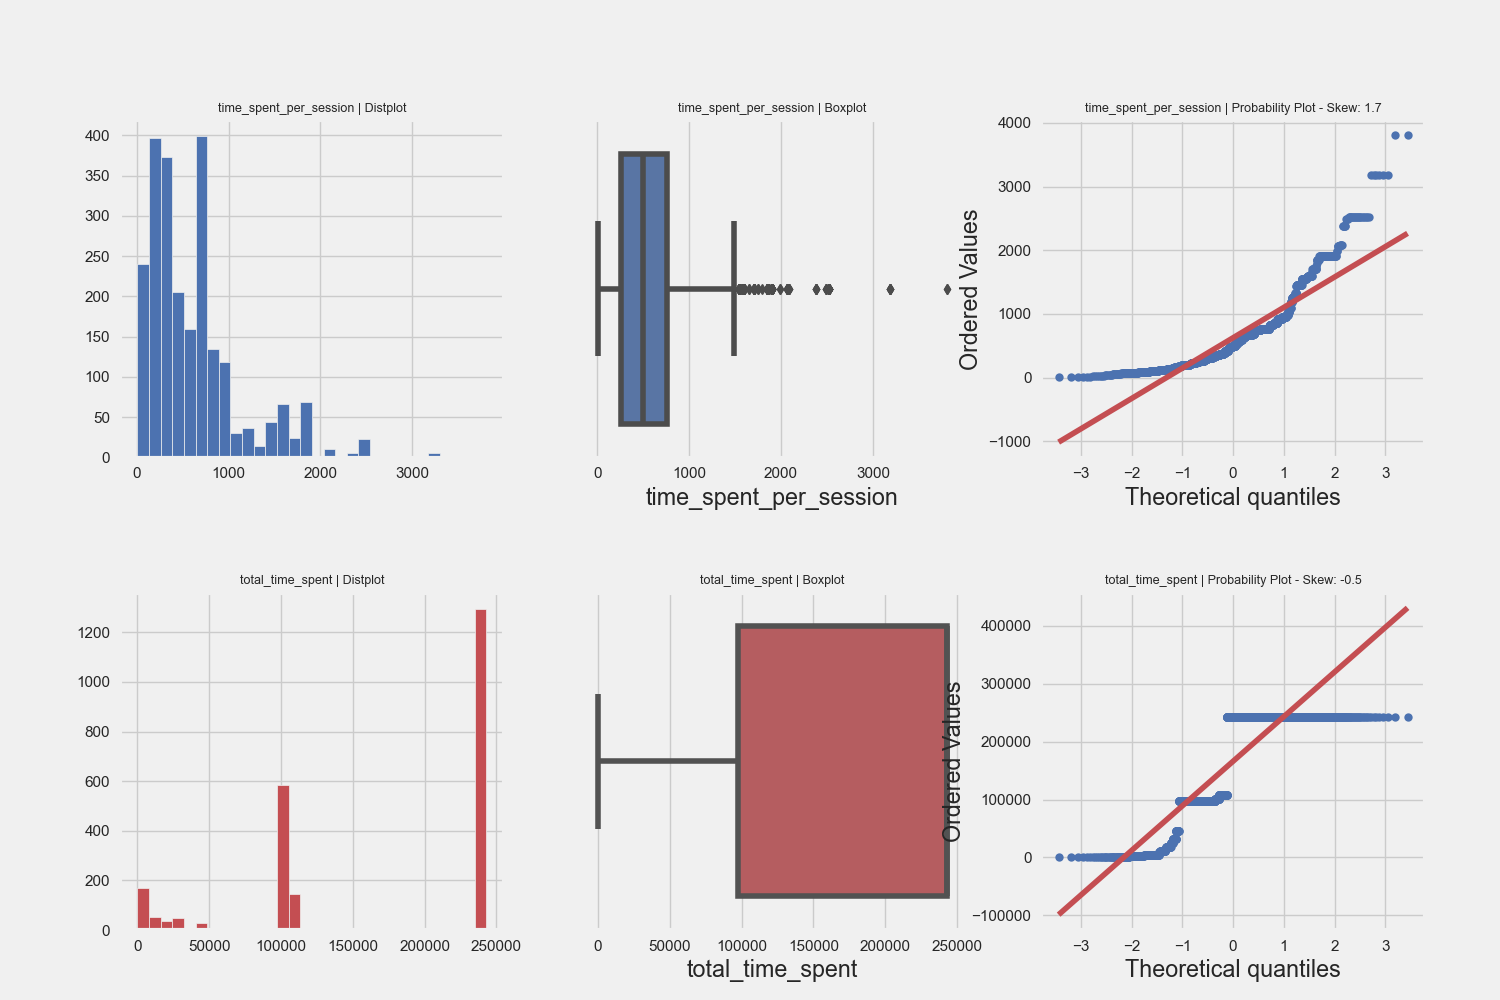 time_spent_per_session | Distplot
400
350
300
250
200
150
100
50
0
0 1000 2000 3000
time_spent_per_session | Boxplot
0 1000 2000 3000
time_spent_per_session
time_spent_per_session | Probability Plot - Skew: 1.7
Ordered Values
4000
3000
2000
1000
0
−1000
−3 −2 −1 0 1 2 3
Theoretical quantiles
total_time_spent | Distplot
1200
1000
800
600
400
200
0
0 50000 100000 150000 200000 250000
total_time_spent | Boxplot
0 50000 100000 150000 200000 250000
total_time_spent
total_time_spent | Probability Plot - Skew: -0.5
Ordered Values
400000
300000
200000
100000
0
−100000
−3 −2 −1 0 1 2 3
Theoretical quantiles